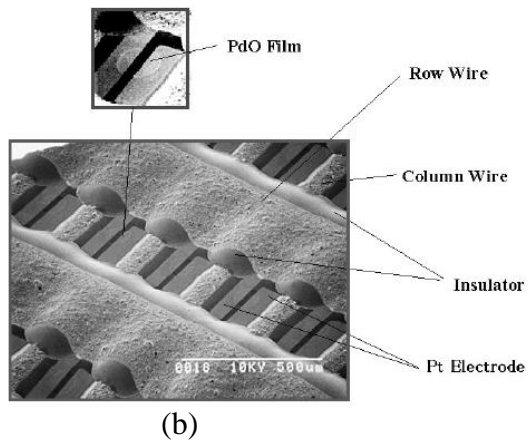 PdO Film
Row Wire
Column Wire
Insulator
Pt Electrode
0018 10KV 500um
(b)